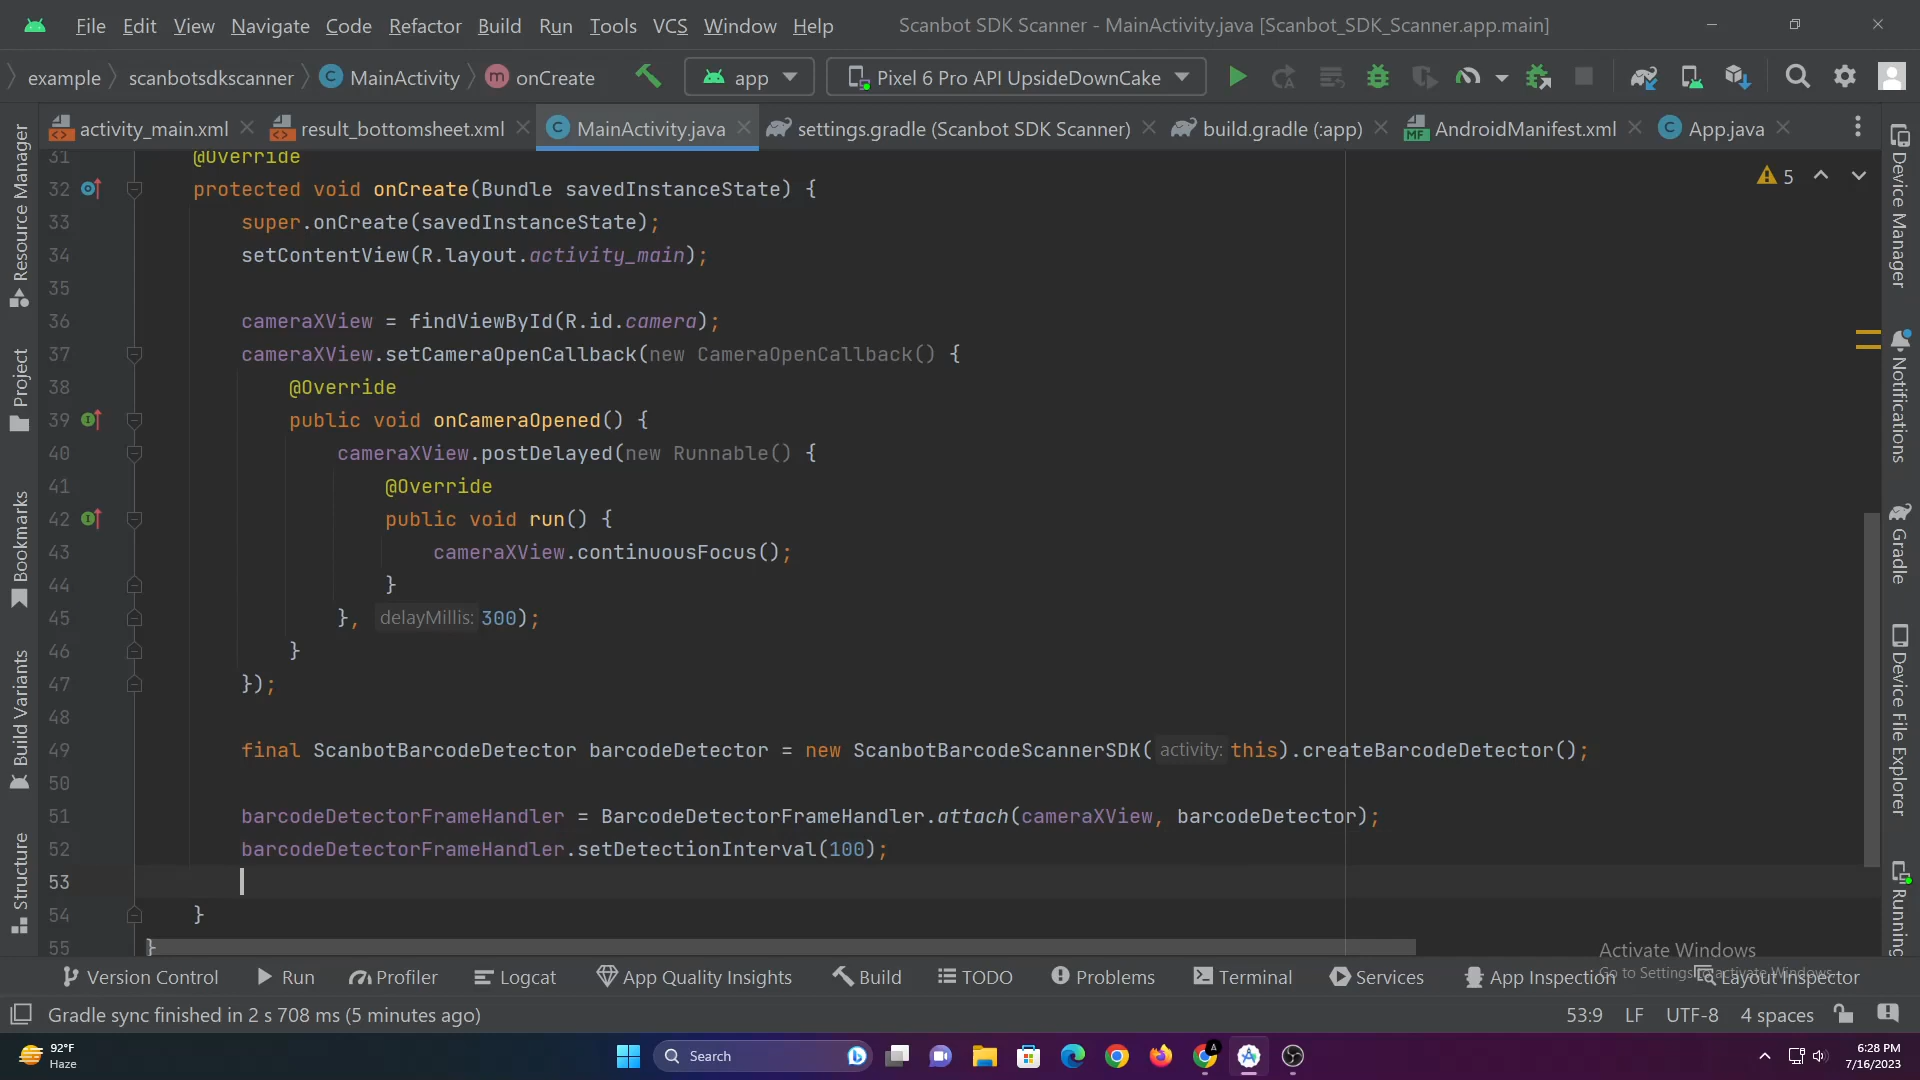 File Edit View Navigate Code Refactor Build Run Tools VCS Window Help Scanbot SDK Scanner - MainActivity.java [Scanbot_SDK_Scanner.app.main]
example scanbotsdkscanner C MainActivity m onCreate app Pixel 6 Pro API UpsideDownCake
activity_main.xml result_bottomsheet.xml C MainActivity.java settings.gradle (Scanbot SDK Scanner) build.gradle (:app) MF AndroidManifest.xml C App.java
31 @Override
32 protected void onCreate(Bundle savedInstanceState) {
33 super.onCreate(savedInstanceState);
34 setContentView(R.layout.activity_main);
35
36 cameraXView = findViewById(R.id.camera);
37 cameraXView.setCameraOpenCallback(new CameraOpenCallback() {
38 @Override
39 public void onCameraOpened() {
40 cameraXView.postDelayed(new Runnable() {
41 @Override
42 public void run() {
43 cameraXView.continuousFocus();
44 }
45 }, delayMillis: 300);
46 }
47 });
48
49 final ScanbotBarcodeDetector barcodeDetector = new ScanbotBarcodeScannerSDK( activity: this).createBarcodeDetector();
50
51 barcodeDetectorFrameHandler = BarcodeDetectorFrameHandler.attach(cameraXView, barcodeDetector);
52 barcodeDetectorFrameHandler.setDetectionInterval(100);
53
54 }
55 }
5
Resource Manager
Project
Bookmarks
Build Variants
Structure
Device Manager
Notifications
Gradle
Device File Explorer
Running
Activate Windows
Go to Settings to activate Windows.
Version Control Run Profiler Logcat App Quality Insights Build TODO Problems Terminal Services App Inspection Layout Inspector
Gradle sync finished in 2 s 708 ms (5 minutes ago) 53:9 LF UTF-8 4 spaces
92°F
Haze
Search
6:28 PM
7/16/2023